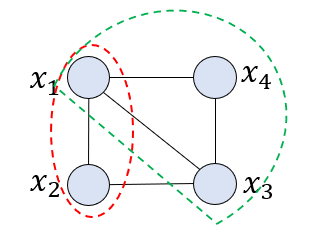 x₁ x₄
x₂ x₃